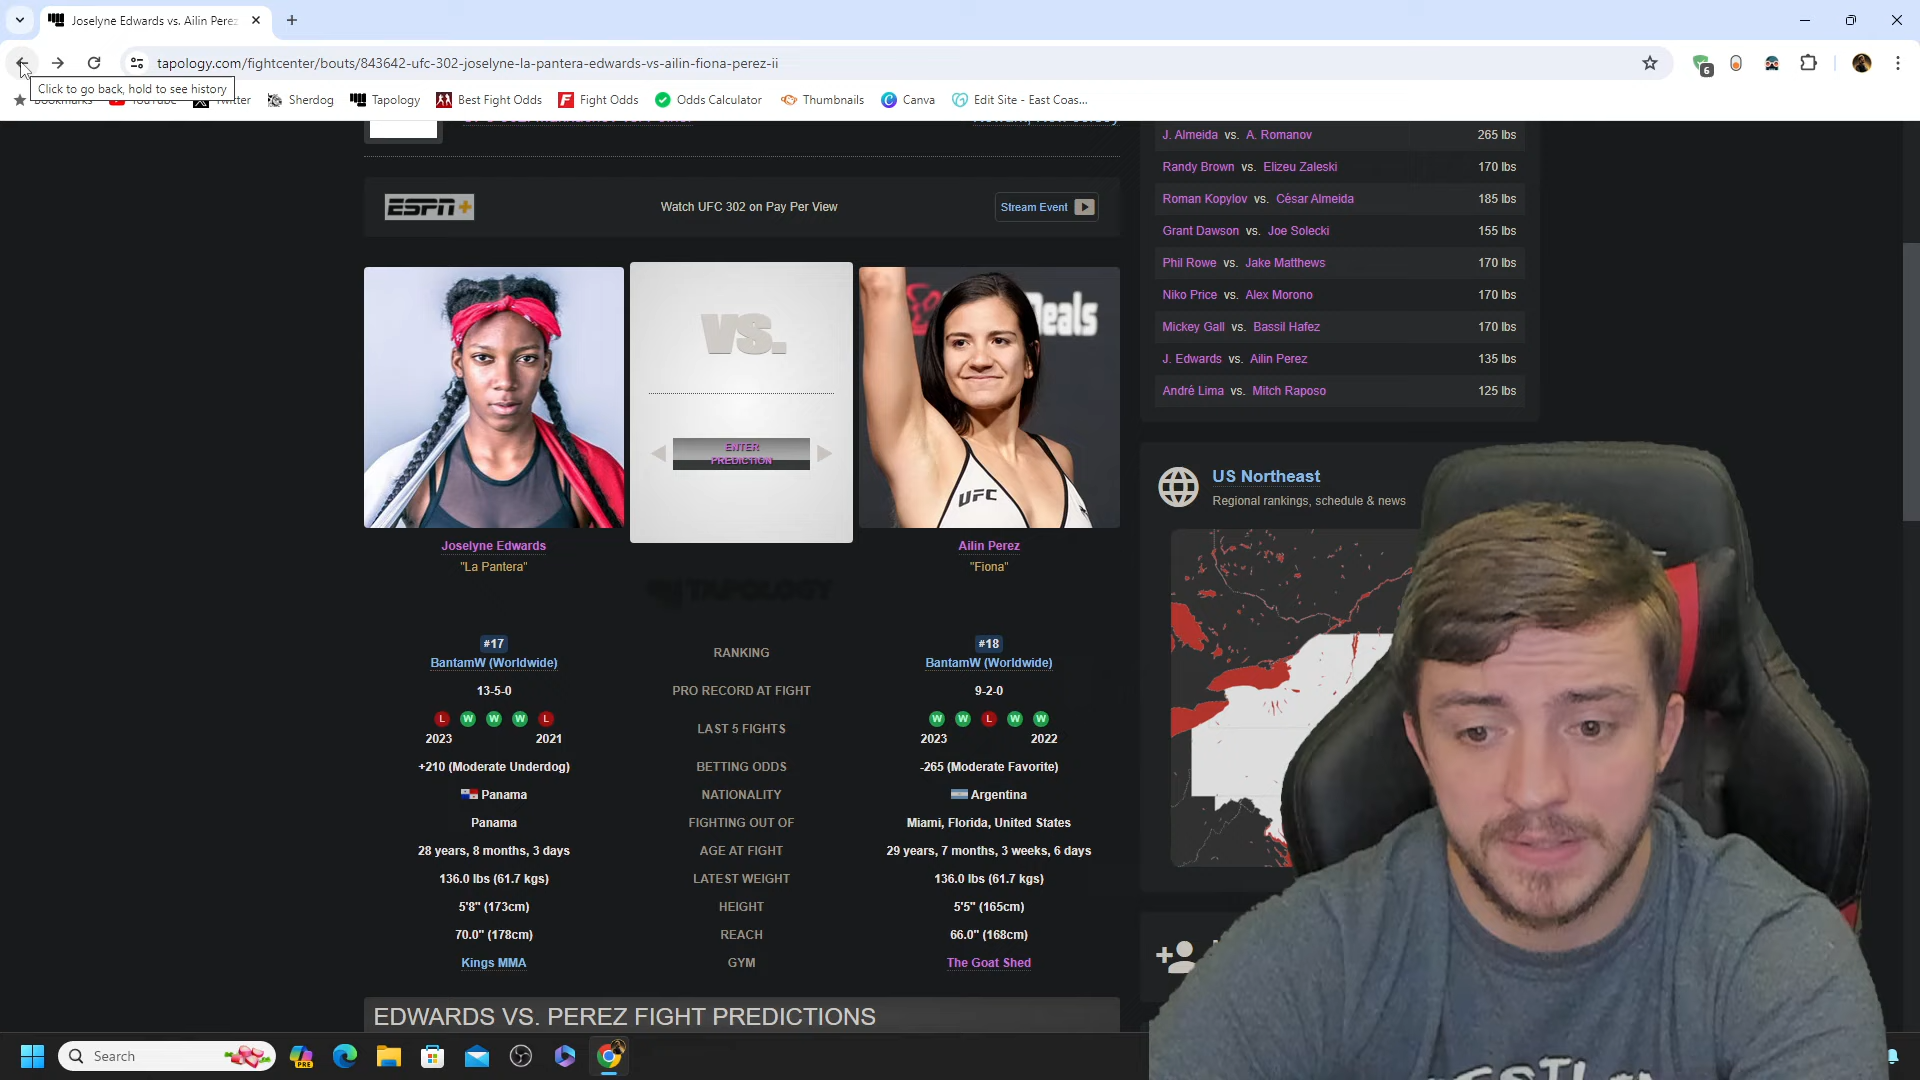 Joselyne Edwards vs. Ailin Perez
tapology.com/fightcenter/bouts/843642-ufc-302-joselyne-la-pantera-edwards-vs-ailin-fiona-perez-ii
6
Click to go back, hold to see history
Bookmarks
YouTube
Twitter
Sherdog
Tapology
Best Fight Odds
Fight Odds
Odds Calculator
Thumbnails
Canva
Edit Site - East Coas...
J. Almeida vs. A. Romanov 265 lbs
Randy Brown vs. Elizeu Zaleski 170 lbs
Roman Kopylov vs. César Almeida 185 lbs
Grant Dawson vs. Joe Solecki 155 lbs
Phil Rowe vs. Jake Matthews 170 lbs
Niko Price vs. Alex Morono 170 lbs
Mickey Gall vs. Bassil Hafez 170 lbs
J. Edwards vs. Ailin Perez 135 lbs
André Lima vs. Mitch Raposo 125 lbs
ESPN+
Watch UFC 302 on Pay Per View
Stream Event
VS.
ENTER
PREDICTION
Deals
UFC
Joselyne Edwards
"La Pantera"
Ailin Perez
"Fiona"
TAPOLOGY
#17
BantamW (Worldwide)
RANKING
#18
BantamW (Worldwide)
13-5-0 PRO RECORD AT FIGHT 9-2-0
L W W W L
2023 2021
LAST 5 FIGHTS
W W L W W
2023 2022
+210 (Moderate Underdog) BETTING ODDS -265 (Moderate Favorite)
Panama NATIONALITY Argentina
Panama FIGHTING OUT OF Miami, Florida, United States
28 years, 8 months, 3 days AGE AT FIGHT 29 years, 7 months, 3 weeks, 6 days
136.0 lbs (61.7 kgs) LATEST WEIGHT 136.0 lbs (61.7 kgs)
5'8" (173cm) HEIGHT 5'5" (165cm)
70.0" (178cm) REACH 66.0" (168cm)
Kings MMA GYM The Goat Shed
EDWARDS VS. PEREZ FIGHT PREDICTIONS
US Northeast
Regional rankings, schedule & news
Search
PRE